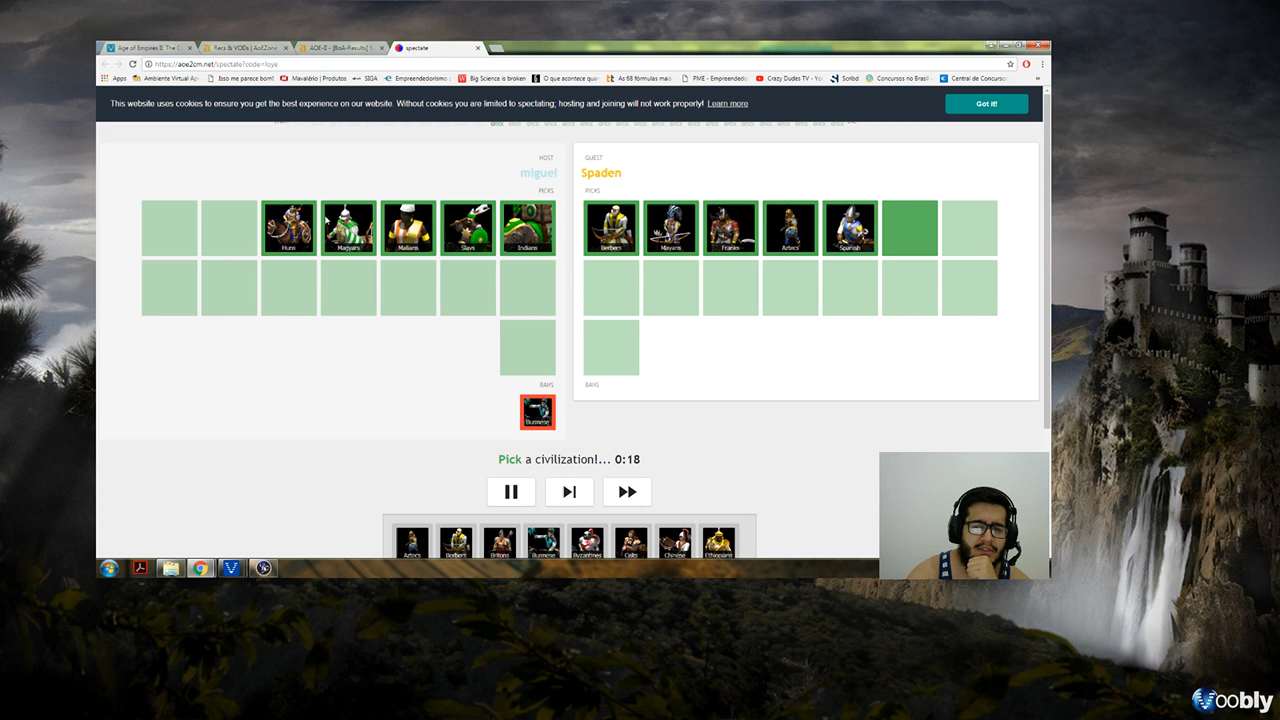 Age of Empires II: The C
Recs & VODs | AoEZone
AOE-II - [BoA-Results] S
spectate
https://aoe2cm.net/spectate?code=loye
Apps
Ambiente Virtual Ap
Isso me parece bom!
Mavalério | Produtos
SIGA
Empreendedorismo
Big Science is broken
O que acontece qua
As 68 fórmulas mais
PME - Empreendedo
Crazy Dudes TV - Yo
Scribd
Concursos no Brasil
Central de Concurso
»
This website uses cookies to ensure you get the best experience on our website. Without cookies you are limited to spectating; hosting and joining will not work properly! Learn more
Got it!
HOST
GUEST
miguel
Spaden
PICKS
PICKS
Huns
Magyars
Malians
Slavs
Indians
Berbers
Mayans
Franks
Aztecs
Spanish
BANS
BANS
Burmese
Pick a civilization!... 0:18
Aztecs
Berbers
Britons
Burmese
Byzantines
Celts
Chinese
Ethiopians
Voobly